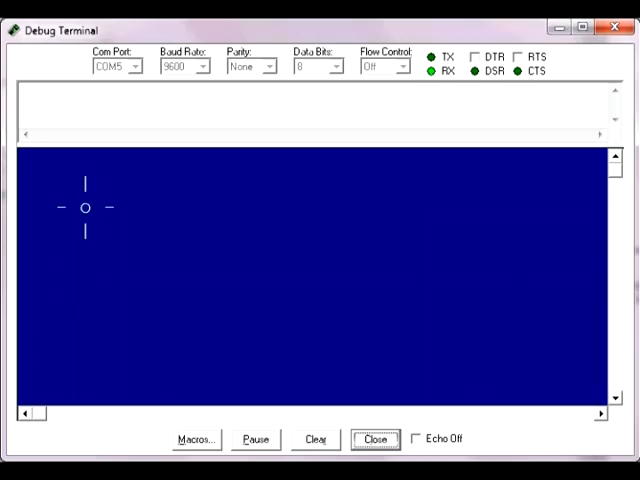 Debug Terminal
Com Port: Baud Rate: Parity: Data Bits: Flow Control:
COM5 9600 None 8 Off
TX DTR RTS
RX DSR CTS
Macros... Pause Clear Close Echo Off